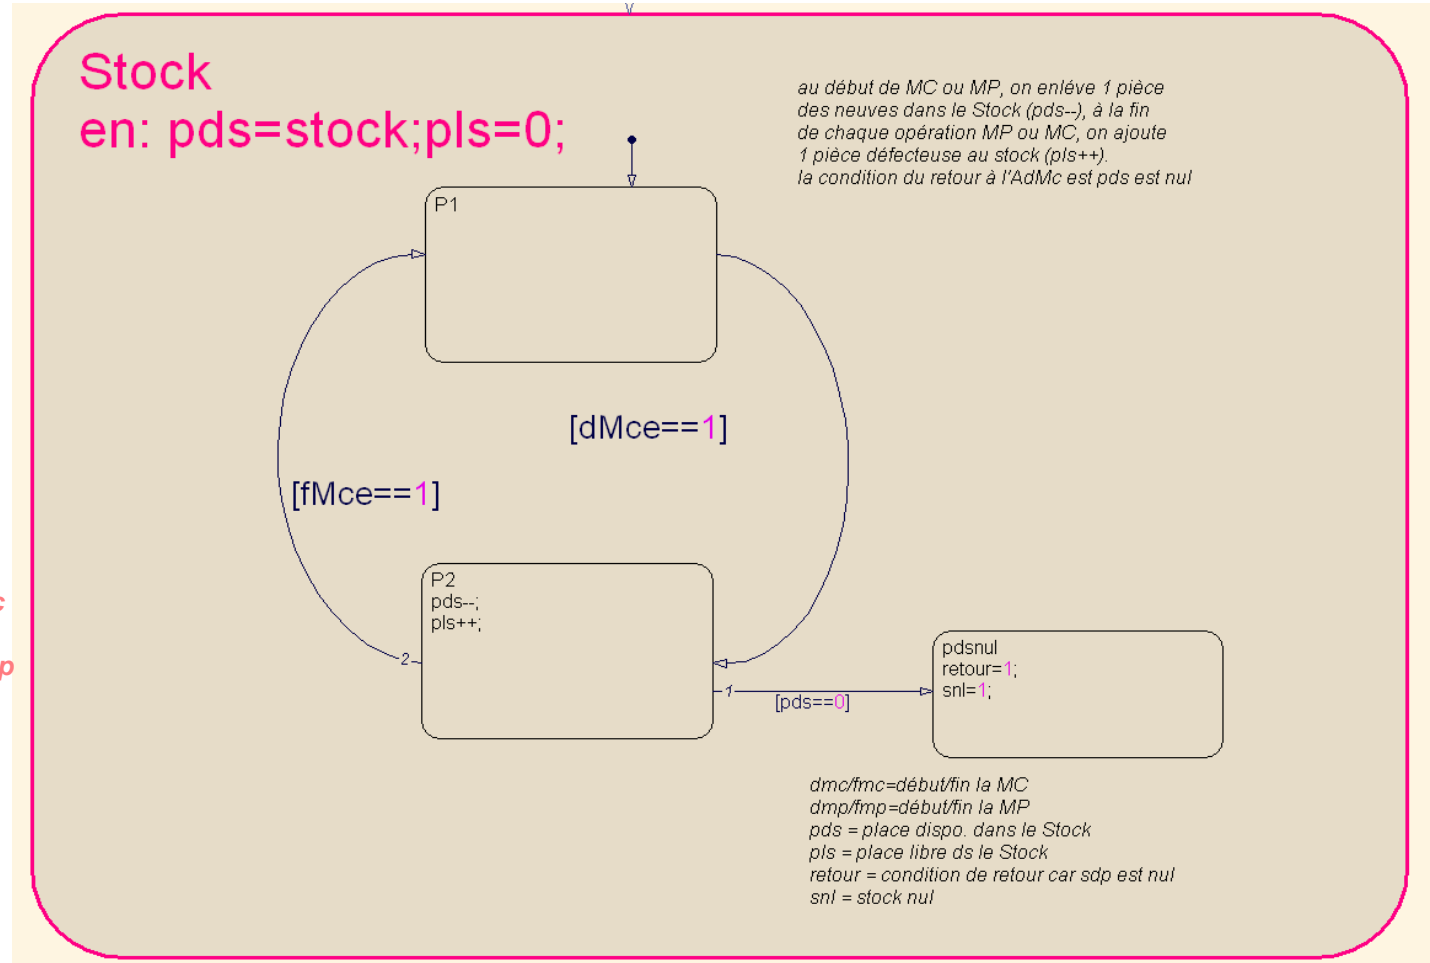 Stock
en: pds=stock;pls=0;
au début de MC ou MP, on enléve 1 pièce
des neuves dans le Stock (pds--), à la fin
de chaque opération MP ou MC, on ajoute
1 pièce défecteuse au stock (pls++).
la condition du retour à l'AdMc est pds est nul
P1
[dMce==1]
[fMce==1]
P2
pds--;
pls++;
2
1
[pds==0]
pdsnul
retour=1;
snl=1;
c
p
dmc/fmc=début/fin la MC
dmp/fmp=début/fin la MP
pds = place dispo. dans le Stock
pls = place libre ds le Stock
retour = condition de retour car sdp est nul
snl = stock nul